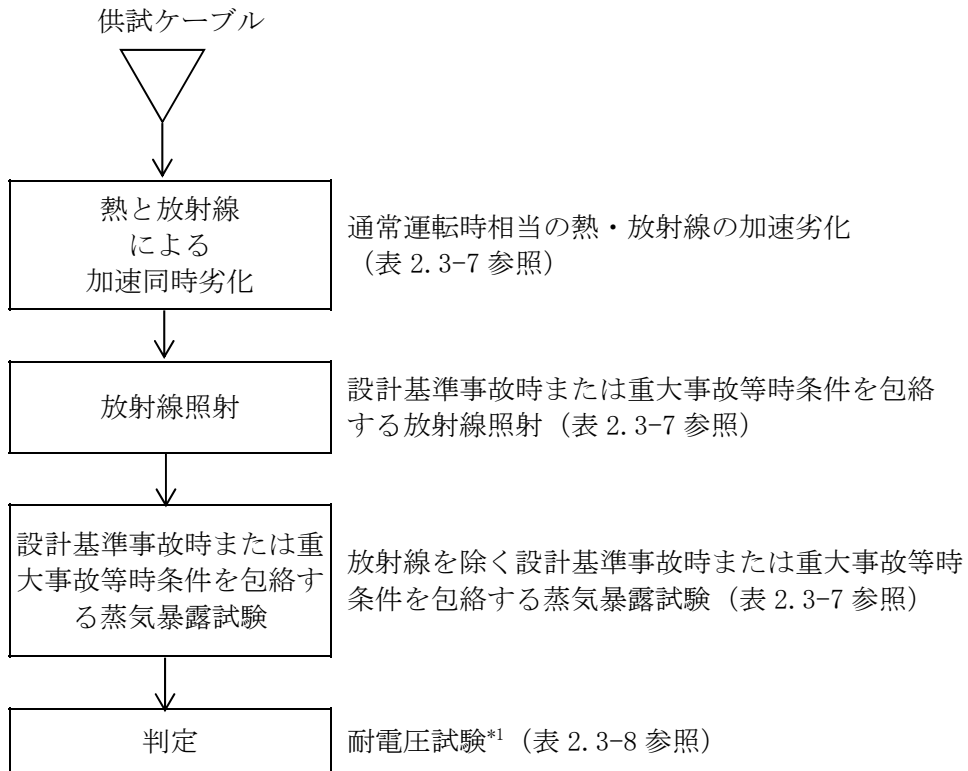 供試ケーブル
熱と放射線
による
加速同時劣化
通常運転時相当の熱・放射線の加速劣化
（表 2.3-7 参照）
放射線照射
設計基準事故時または重大事故等時条件を包絡
する放射線照射（表 2.3-7 参照）
設計基準事故時または重
大事故等時条件を包絡す
る蒸気暴露試験
放射線を除く設計基準事故時または重大事故等時
条件を包絡する蒸気暴露試験（表 2.3-7 参照）
判定
耐電圧試験*1（表 2.3-8 参照）